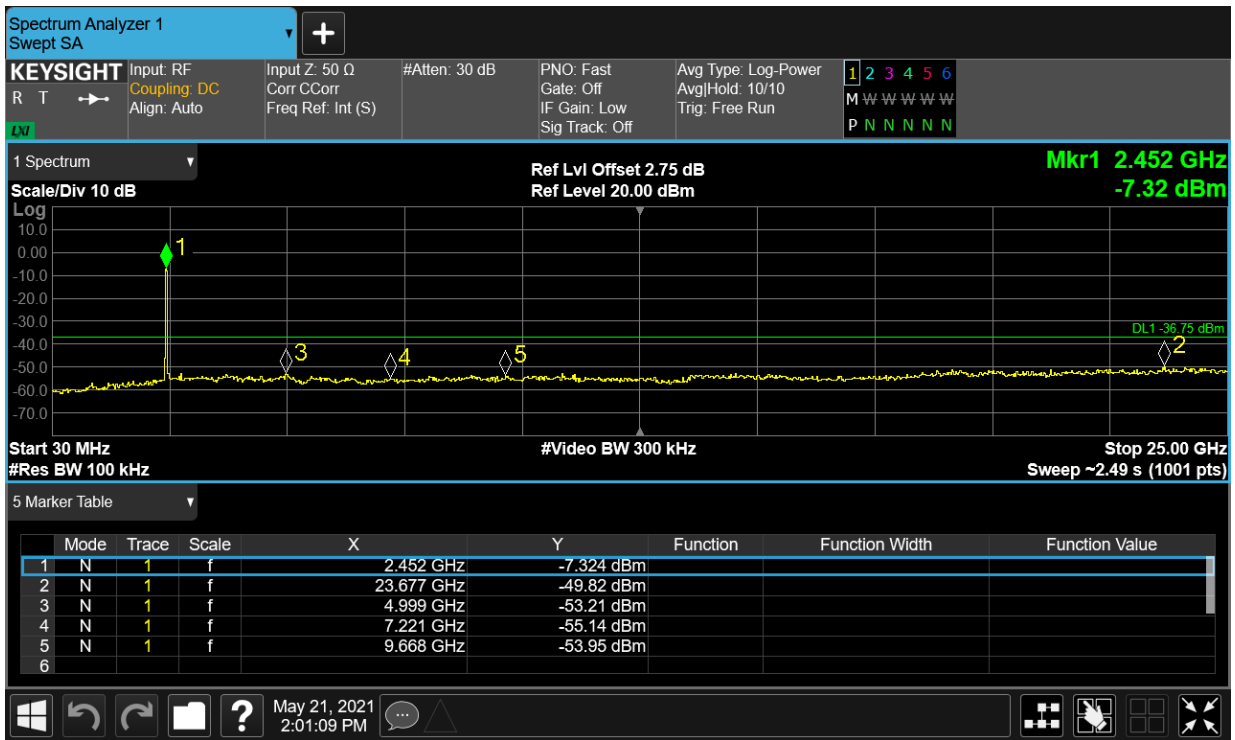 Spectrum Analyzer 1
Swept SA
KEYSIGHT
R T
LXI
Input: RF
Coupling: DC
Align: Auto
Input Z: 50 Ω
Corr CCorr
Freq Ref: Int (S)
#Atten: 30 dB
PNO: Fast
Gate: Off
IF Gain: Low
Sig Track: Off
Avg Type: Log-Power
Avg|Hold: 10/10
Trig: Free Run
1 2 3 4 5 6
M W W W W W
P N N N N N
1 Spectrum
Scale/Div 10 dB
Ref Lvl Offset 2.75 dB
Ref Level 20.00 dBm
Mkr1 2.452 GHz
-7.32 dBm
Log
10.0
0.00
-10.0
-20.0
-30.0
-40.0
-50.0
-60.0
-70.0
1
3
4
5
2
DL1 -36.75 dBm
Start 30 MHz
#Res BW 100 kHz
#Video BW 300 kHz
Stop 25.00 GHz
Sweep ~2.49 s (1001 pts)
5 Marker Table
Mode Trace Scale X Y Function Function Width Function Value
1 N 1 f 2.452 GHz -7.324 dBm
2 N 1 f 23.677 GHz -49.82 dBm
3 N 1 f 4.999 GHz -53.21 dBm
4 N 1 f 7.221 GHz -55.14 dBm
5 N 1 f 9.668 GHz -53.95 dBm
6
?
May 21, 2021
2:01:09 PM